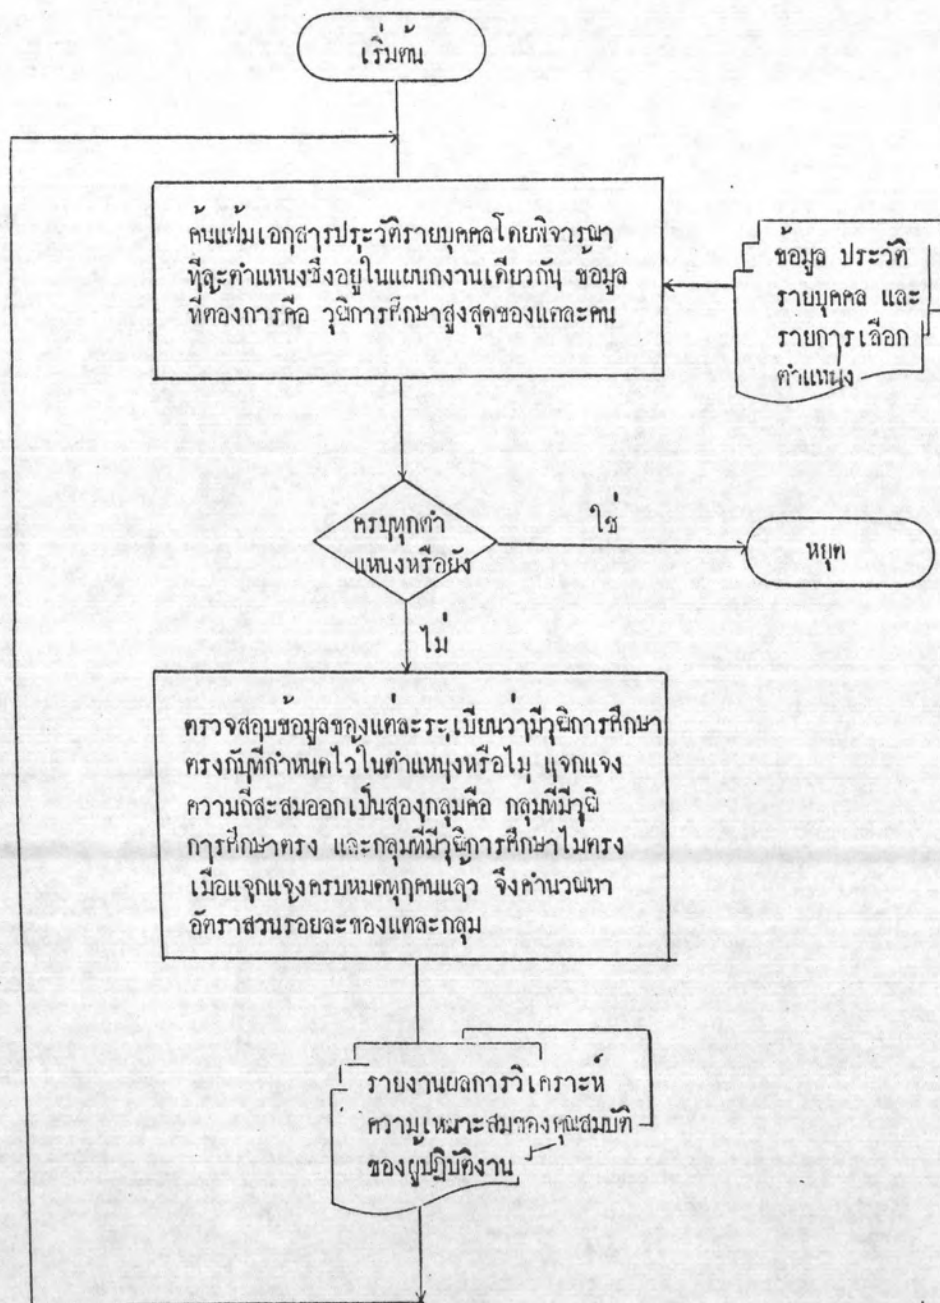 เริ่มต้น
ค้นแฟ้มเอกสารประวัติรายบุคคลโดยพิจารณา
ทีละตำแหน่งซึ่งอยู่ในแผนกงานเดียวกัน ข้อมูล
ที่ต้องการคือ วุฒิการศึกษาสูงสุดของแต่ละคน
ข้อมูล ประวัติ
รายบุคคล และ
รายการเลือก
ตำแหน่ง
ครบทุกตำ
แหน่งหรือยัง
ใช่
หยุด
ไม่
ตรวจสอบข้อมูลของแต่ละระเบียนว่ามีวุฒิการศึกษา
ตรงกับที่กำหนดไว้ในตำแหน่งหรือไม่ แจกแจง
ความถี่สะสมออกเป็นสองกลุ่มคือ กลุ่มที่มีวุฒิ
การศึกษาตรง และกลุ่มที่มีวุฒิการศึกษาไม่ตรง
เมื่อแจกแจงครบหมดทุกคนแล้ว จึงคำนวณหา
อัตราส่วนร้อยละของแต่ละกลุ่ม
รายงานผลการวิเคราะห์
ความเหมาะสมของคุณสมบัติ
ของผู้ปฏิบัติงาน